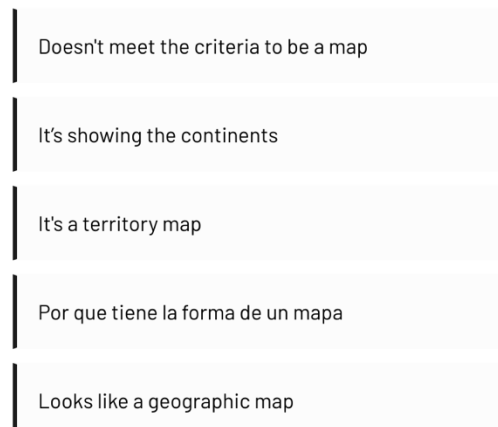 Doesn't meet the criteria to be a map
It’s showing the continents
It's a territory map
Por que tiene la forma de un mapa
Looks like a geographic map